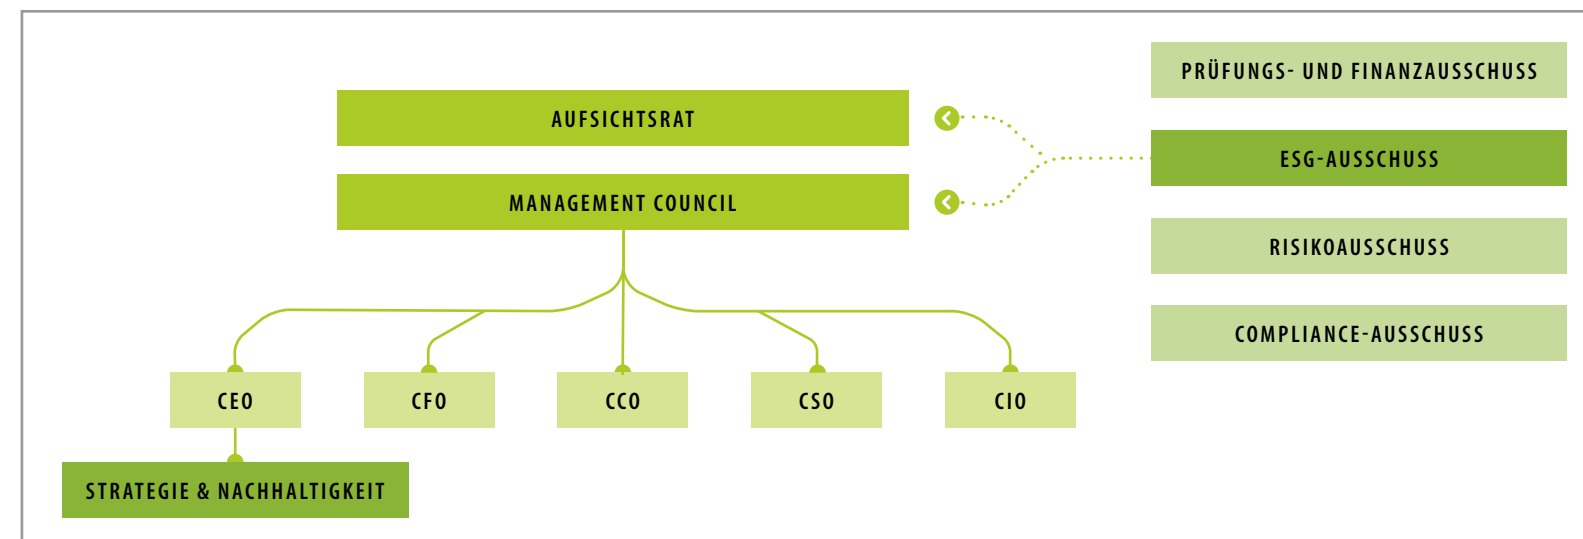 AUFSICHTSRAT
MANAGEMENT COUNCIL
CEO
CFO
CCO
CSO
CIO
STRATEGIE & NACHHALTIGKEIT
PRÜFUNGS- UND FINANZAUSSCHUSS
ESG-AUSSCHUSS
RISIKOAUSSCHUSS
COMPLIANCE-AUSSCHUSS